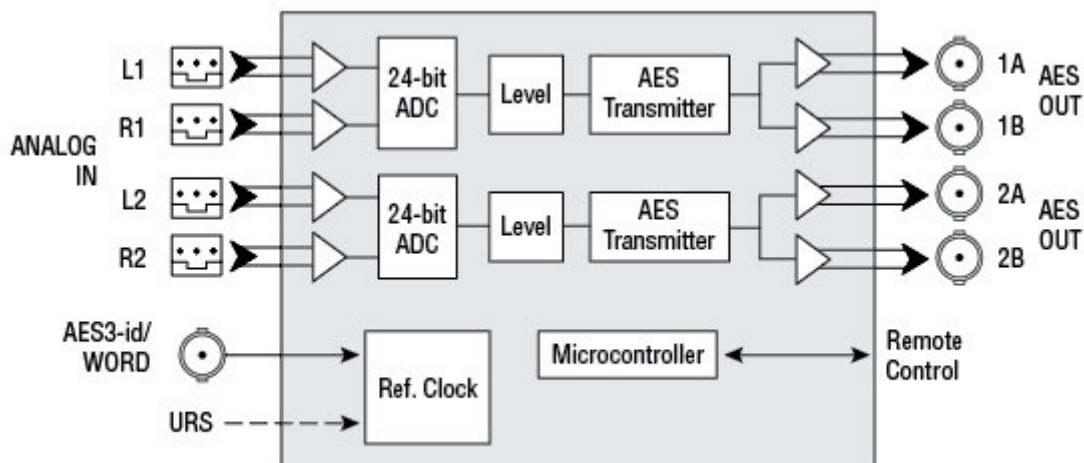 L1
R1
ANALOG
IN
L2
R2
24-bit
ADC
Level
AES
Transmitter
1A
1B
AES
OUT
24-bit
ADC
Level
AES
Transmitter
2A
2B
AES
OUT
AES3-id/
WORD
URS
Ref. Clock
Microcontroller
Remote
Control